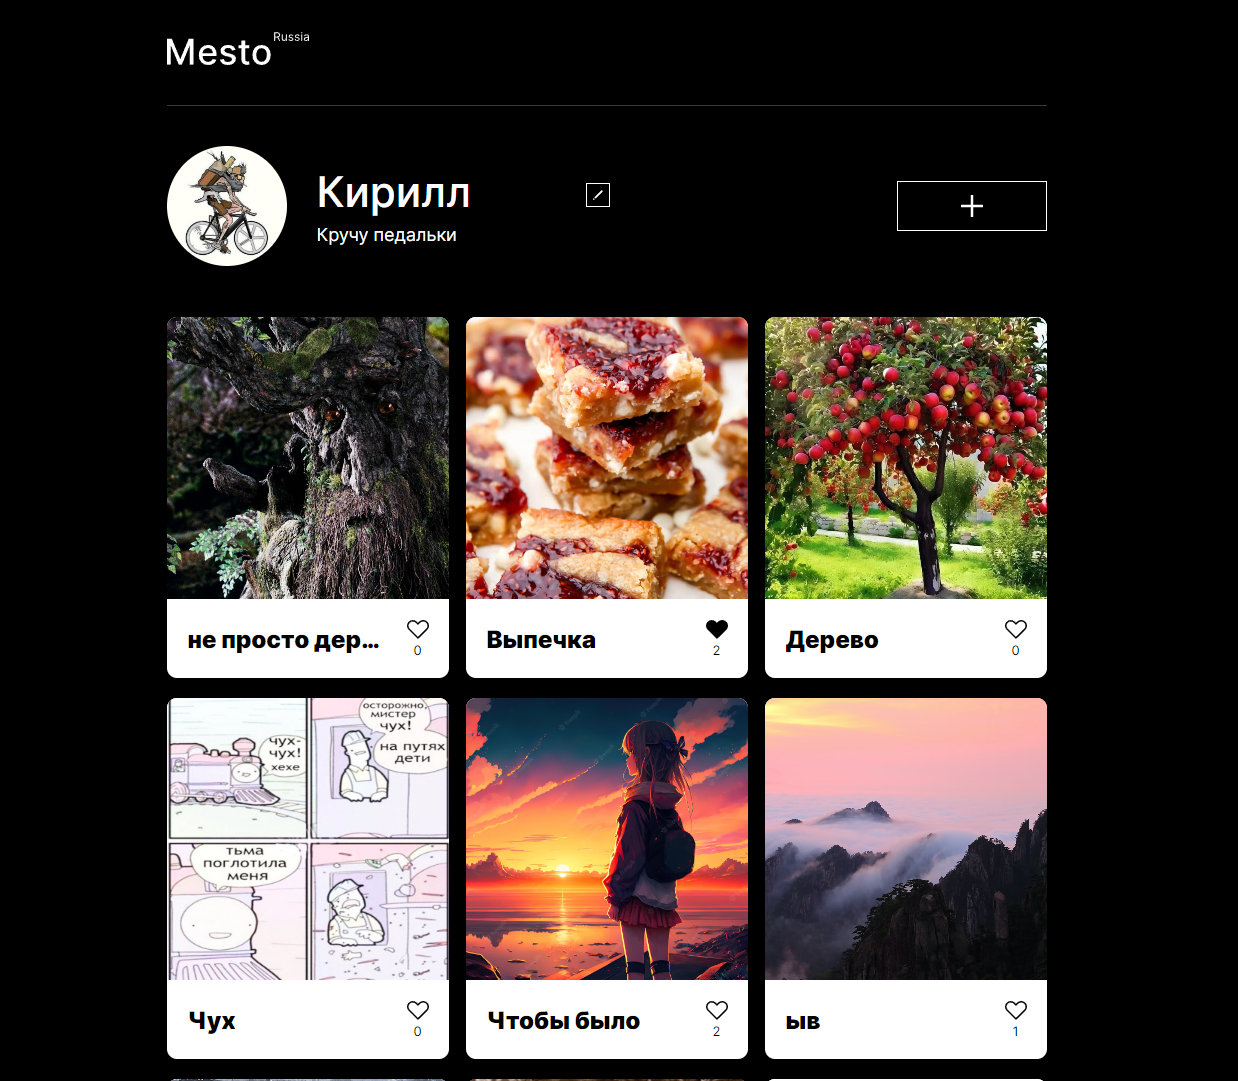 Mesto Russia
Кирилл
Кручу педальки
не просто дер...
0
Выпечка
2
Дерево
0
чух-
чух!
хехе
осторожно,
мистер
чух!
на путях
дети
тьма
поглотила
меня
Чух
0
Чтобы было
2
ыв
1